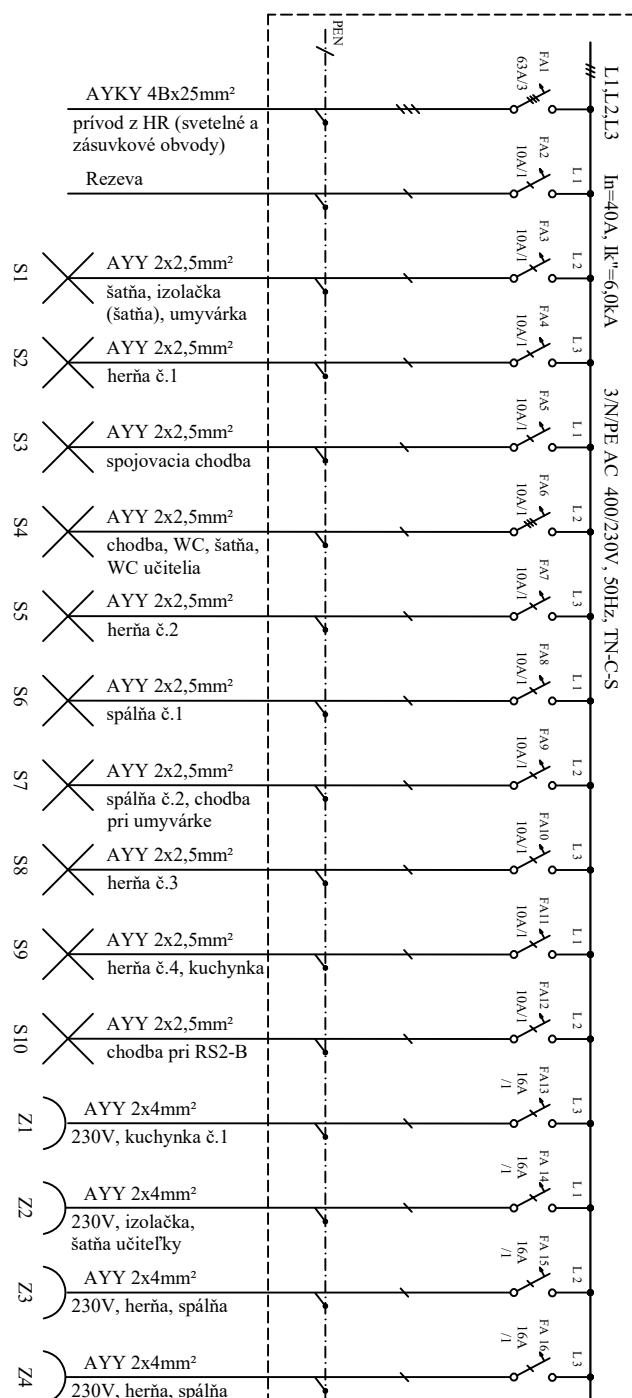 PEN
L1,L2,L3 In=40A, Ik"=6,0kA 3/N/PE AC 400/230V, 50Hz, TN-C-S
AYKY 4Bx25mm²
prívod z HR (svetelné a
zásuvkové obvody)
FA1
63A/3
Rezeva
FA2
10A/1
L1
S1
AYY 2x2,5mm²
šatňa, izolačka
(šatňa), umyvárka
FA3
10A/1
L2
S2
AYY 2x2,5mm²
herňa č.1
FA4
10A/1
L3
S3
AYY 2x2,5mm²
spojovacia chodba
FA5
10A/1
L1
S4
AYY 2x2,5mm²
chodba, WC, šatňa,
WC učitelia
FA6
10A/1
L2
S5
AYY 2x2,5mm²
herňa č.2
FA7
10A/1
L3
S6
AYY 2x2,5mm²
spálňa č.1
FA8
10A/1
L1
S7
AYY 2x2,5mm²
spálňa č.2, chodba
pri umyvárke
FA9
10A/1
L2
S8
AYY 2x2,5mm²
herňa č.3
FA10
10A/1
L3
S9
AYY 2x2,5mm²
herňa č.4, kuchynka
FA11
10A/1
L1
S10
AYY 2x2,5mm²
chodba pri RS2-B
FA12
10A/1
L2
Z1
AYY 2x4mm²
230V, kuchynka č.1
FA13
16A
/1
L3
Z2
AYY 2x4mm²
230V, izolačka,
šatňa učiteľky
FA 14
16A
/1
L1
Z3
AYY 2x4mm²
230V, herňa, spálňa
FA 15
16A
/1
L2
Z4
AYY 2x4mm²
230V, herňa, spálňa
FA 16
16A
/1
L3